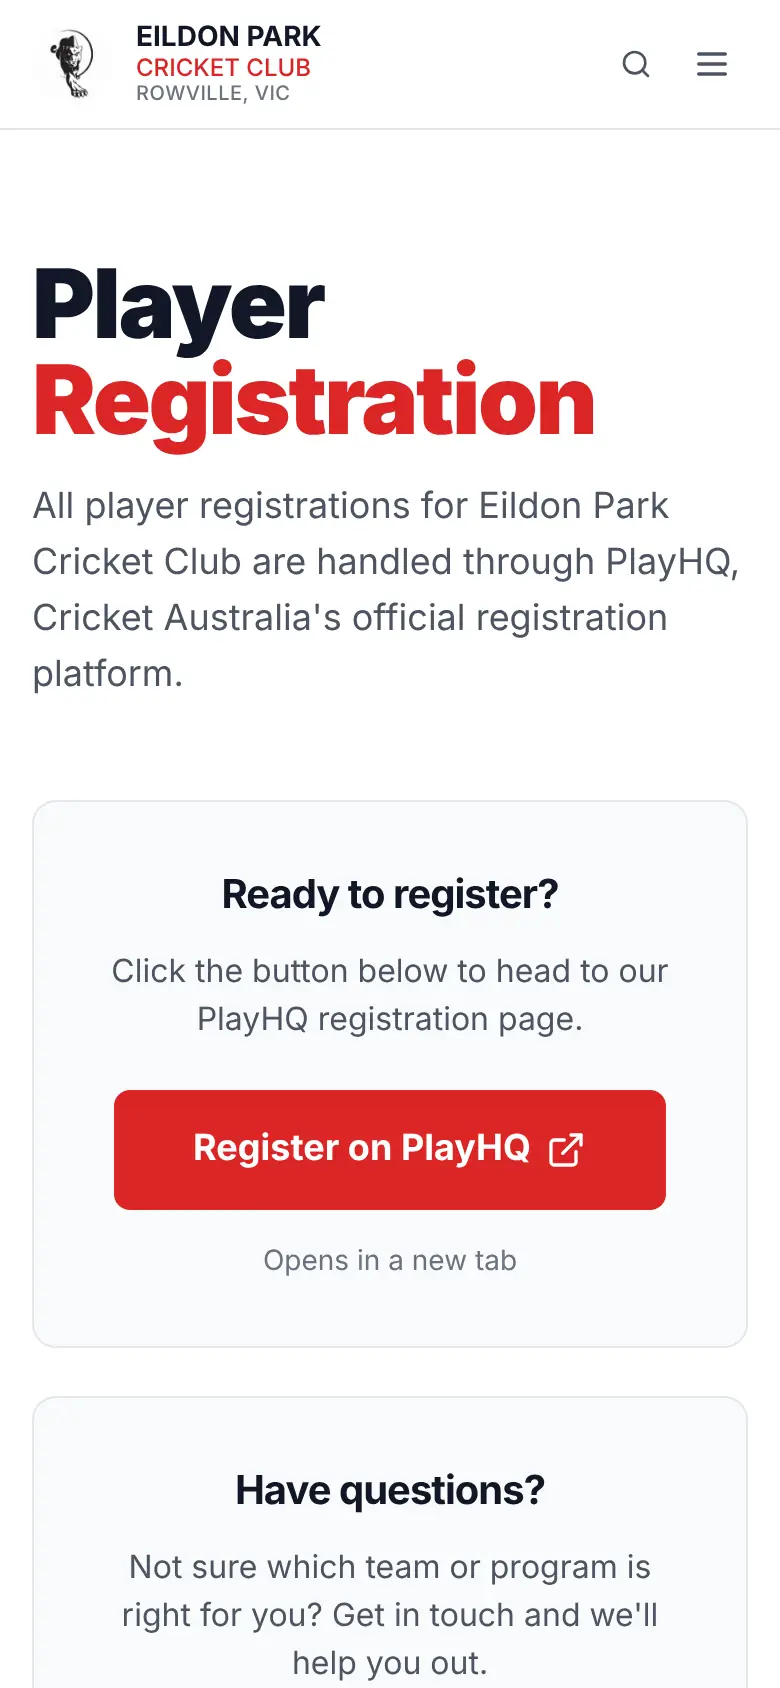 EILDON PARK
CRICKET CLUB
ROWVILLE, VIC
Player
Registration
All player registrations for Eildon Park
Cricket Club are handled through PlayHQ,
Cricket Australia's official registration
platform.
Ready to register?
Click the button below to head to our
PlayHQ registration page.
Register on PlayHQ
Opens in a new tab
Have questions?
Not sure which team or program is
right for you? Get in touch and we'll
help you out.